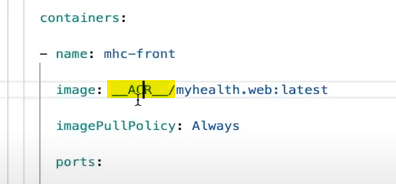 containers:
- name: mhc-front
image: __ACR__/myhealth.web:latest
imagePullPolicy: Always
ports: